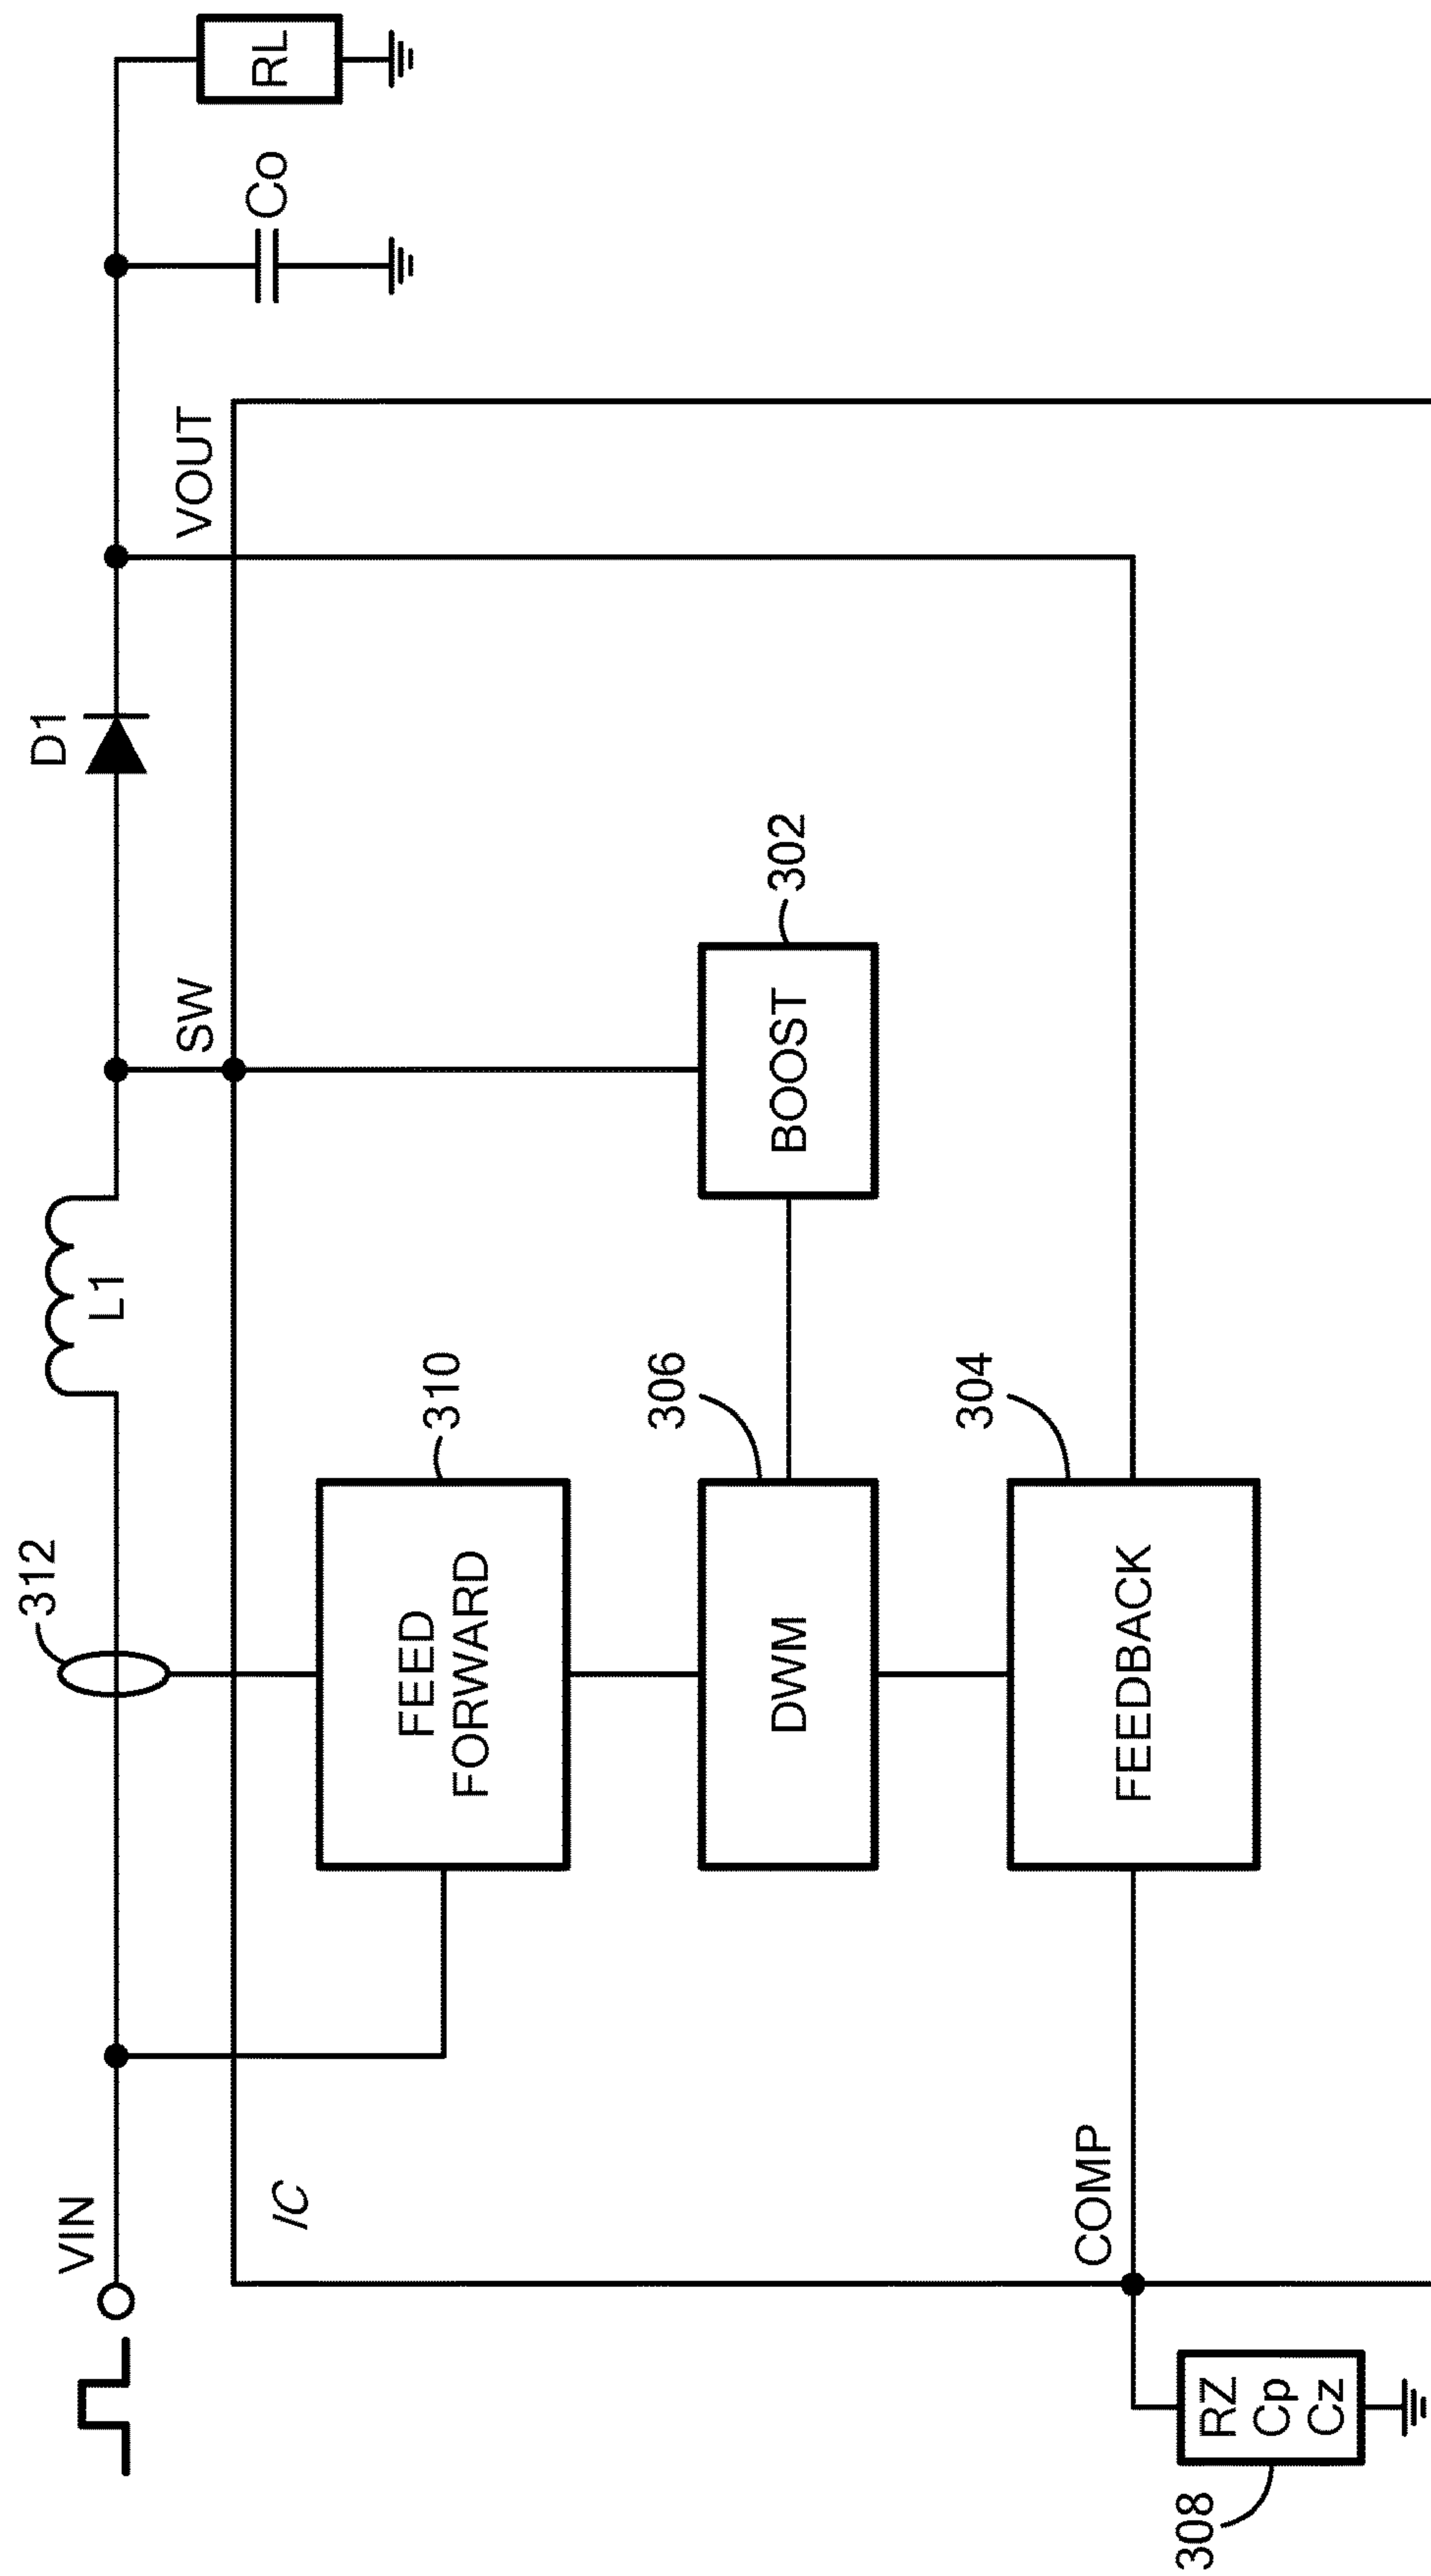 312
D1
VIN
L1
SW
VOUT
Co
RL
IC
310
FEED
FORWARD
306
DWM
302
BOOST
304
FEEDBACK
COMP
308
RZ
Cp
Cz